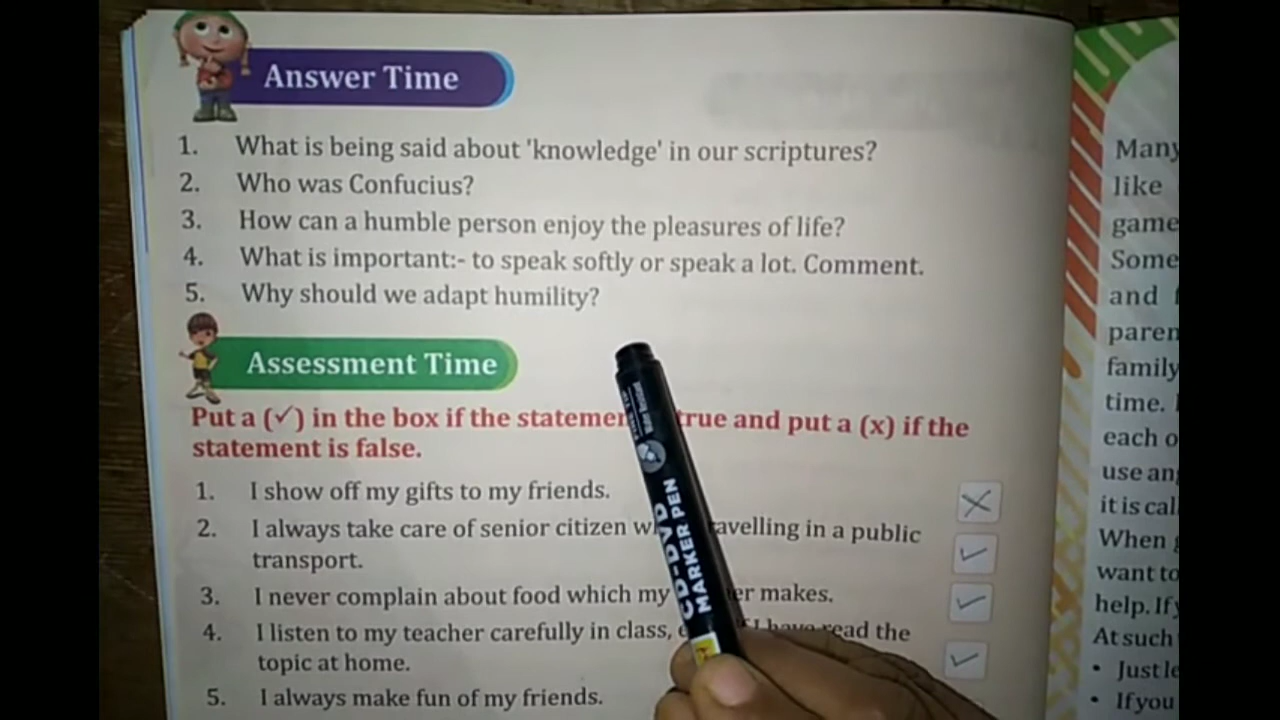 Answer Time
1. What is being said about 'knowledge' in our scriptures?
2. Who was Confucius?
3. How can a humble person enjoy the pleasures of life?
4. What is important:- to speak softly or speak a lot. Comment.
5. Why should we adapt humility?
Assessment Time
Put a (✓) in the box if the statemen true and put a (x) if the
statement is false.
1. I show off my gifts to my friends.
2. I always take care of senior citizen w ravelling in a public
transport.
3. I never complain about food which my er makes.
4. I listen to my teacher carefully in class, I have read the
topic at home.
5. I always make fun of my friends.
CD-DVD
MARKER PEN
Many
like
game
Some
and
paren
family
time.
each o
use an
it is cal
When
want to
help. If
At such
• Just le
• If you